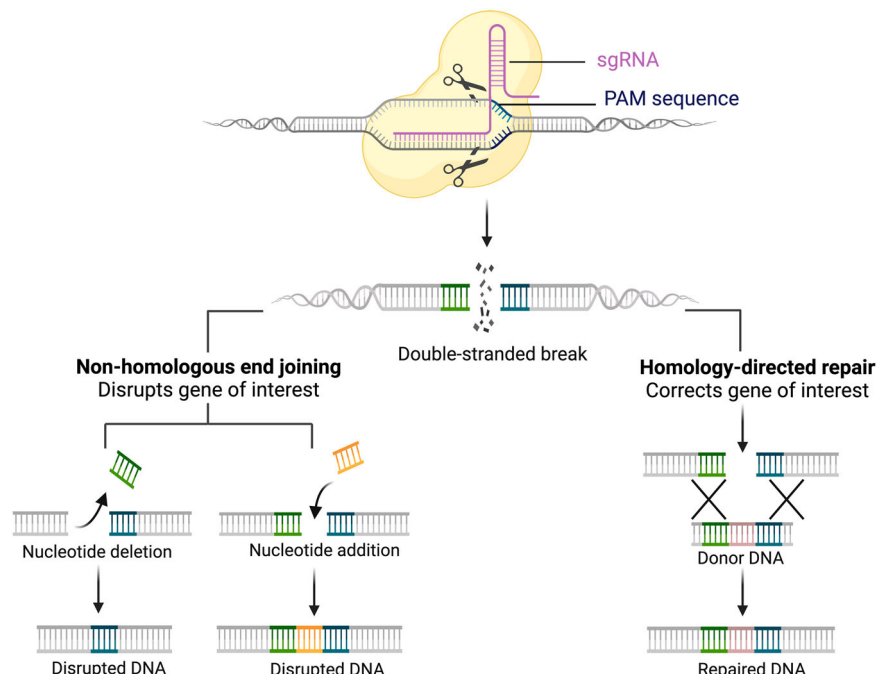 sgRNA
PAM sequence
Double-stranded break
Non-homologous end joining
Disrupts gene of interest
Homology-directed repair
Corrects gene of interest
Nucleotide deletion
Nucleotide addition
Donor DNA
Disrupted DNA
Disrupted DNA
Repaired DNA